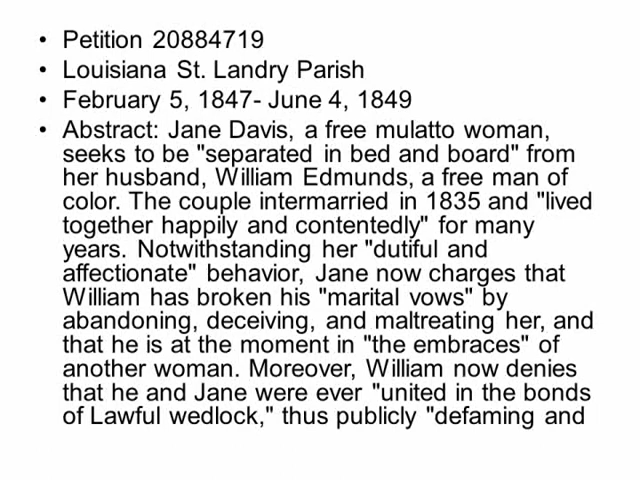 • Petition 20884719
• Louisiana St. Landry Parish
• February 5, 1847- June 4, 1849
• Abstract: Jane Davis, a free mulatto woman,
seeks to be "separated in bed and board" from
her husband, William Edmunds, a free man of
color. The couple intermarried in 1835 and "lived
together happily and contentedly" for many
years. Notwithstanding her "dutiful and
affectionate" behavior, Jane now charges that
William has broken his "marital vows" by
abandoning, deceiving, and maltreating her, and
that he is at the moment in "the embraces" of
another woman. Moreover, William now denies
that he and Jane were ever "united in the bonds
of Lawful wedlock," thus publicly "defaming and